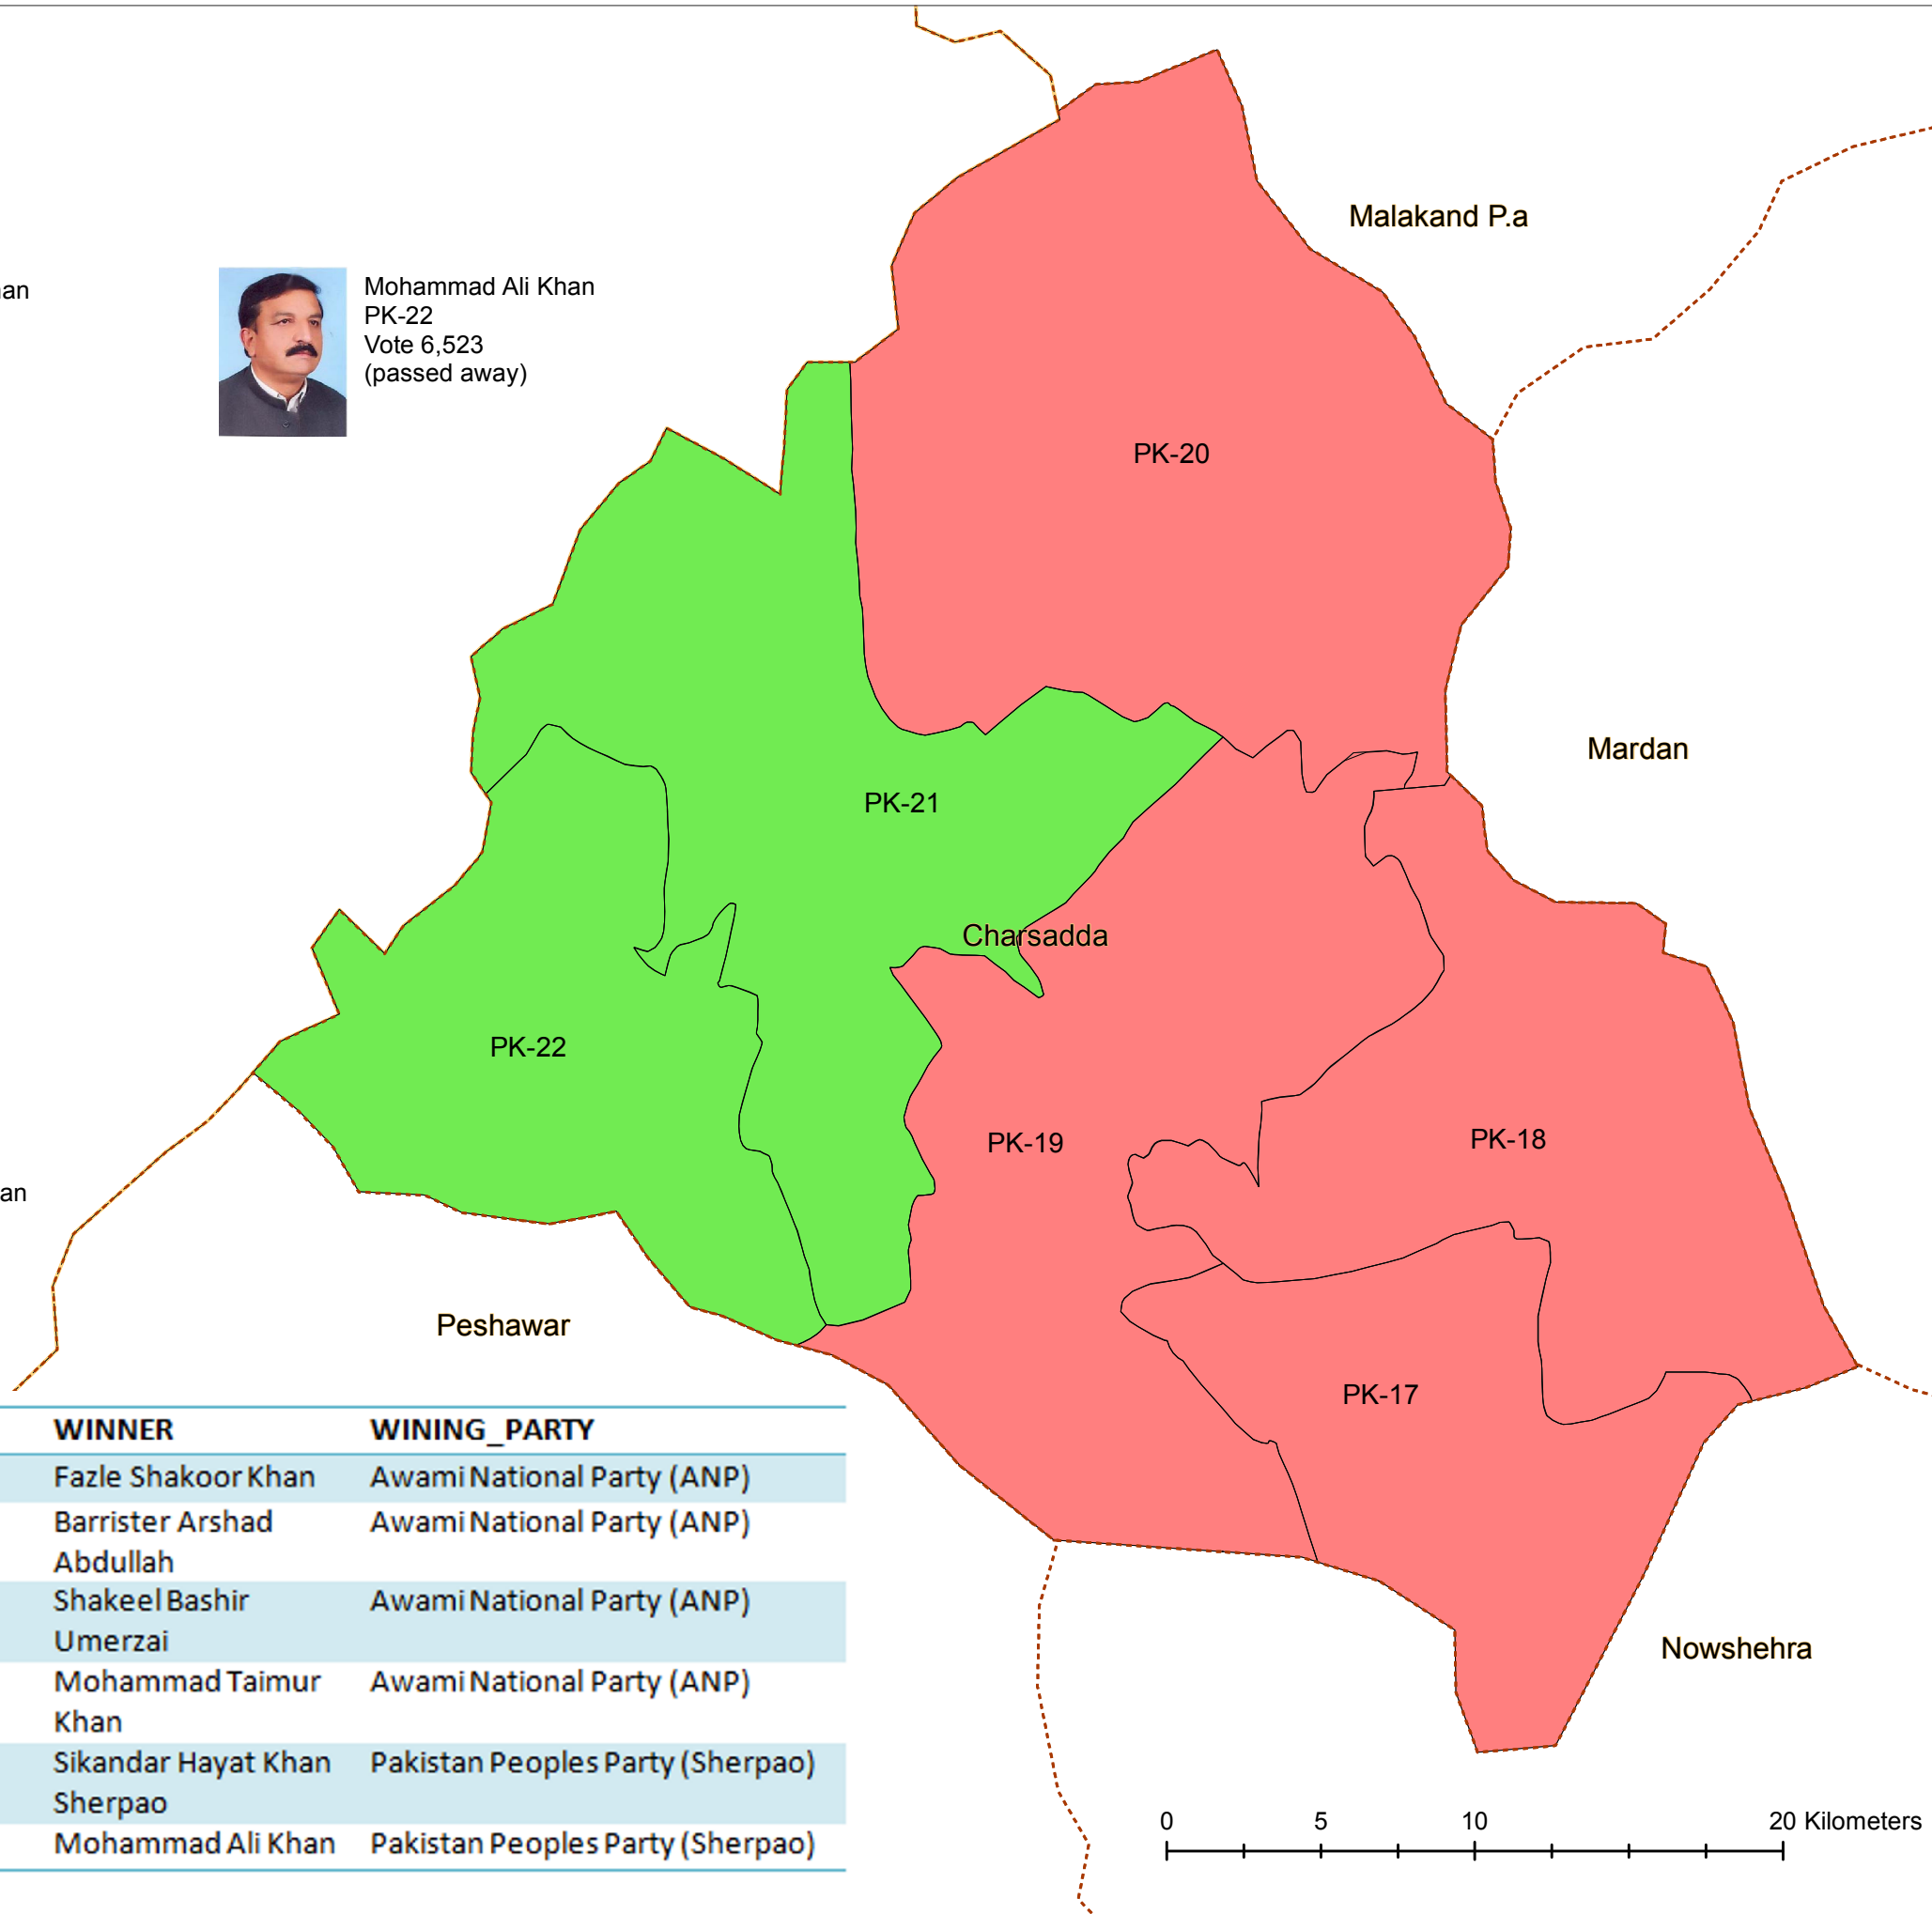 Malakand P.a
an
Mohammad Ali Khan
PK-22
Vote 6,523
(passed away)
PK-20
Mardan
PK-21
Charsadda
PK-22
PK-19
PK-18
an
Peshawar
PK-17
WINNER WINING_PARTY
Fazle Shakoor Khan Awami National Party (ANP)
Barrister Arshad Awami National Party (ANP)
Abdullah
Shakeel Bashir Awami National Party (ANP)
Umerzai
Mohammad Taimur Awami National Party (ANP)
Khan
Sikandar Hayat Khan Pakistan Peoples Party (Sherpao)
Sherpao
Mohammad Ali Khan Pakistan Peoples Party (Sherpao)
Nowshehra
0 5 10 20 Kilometers